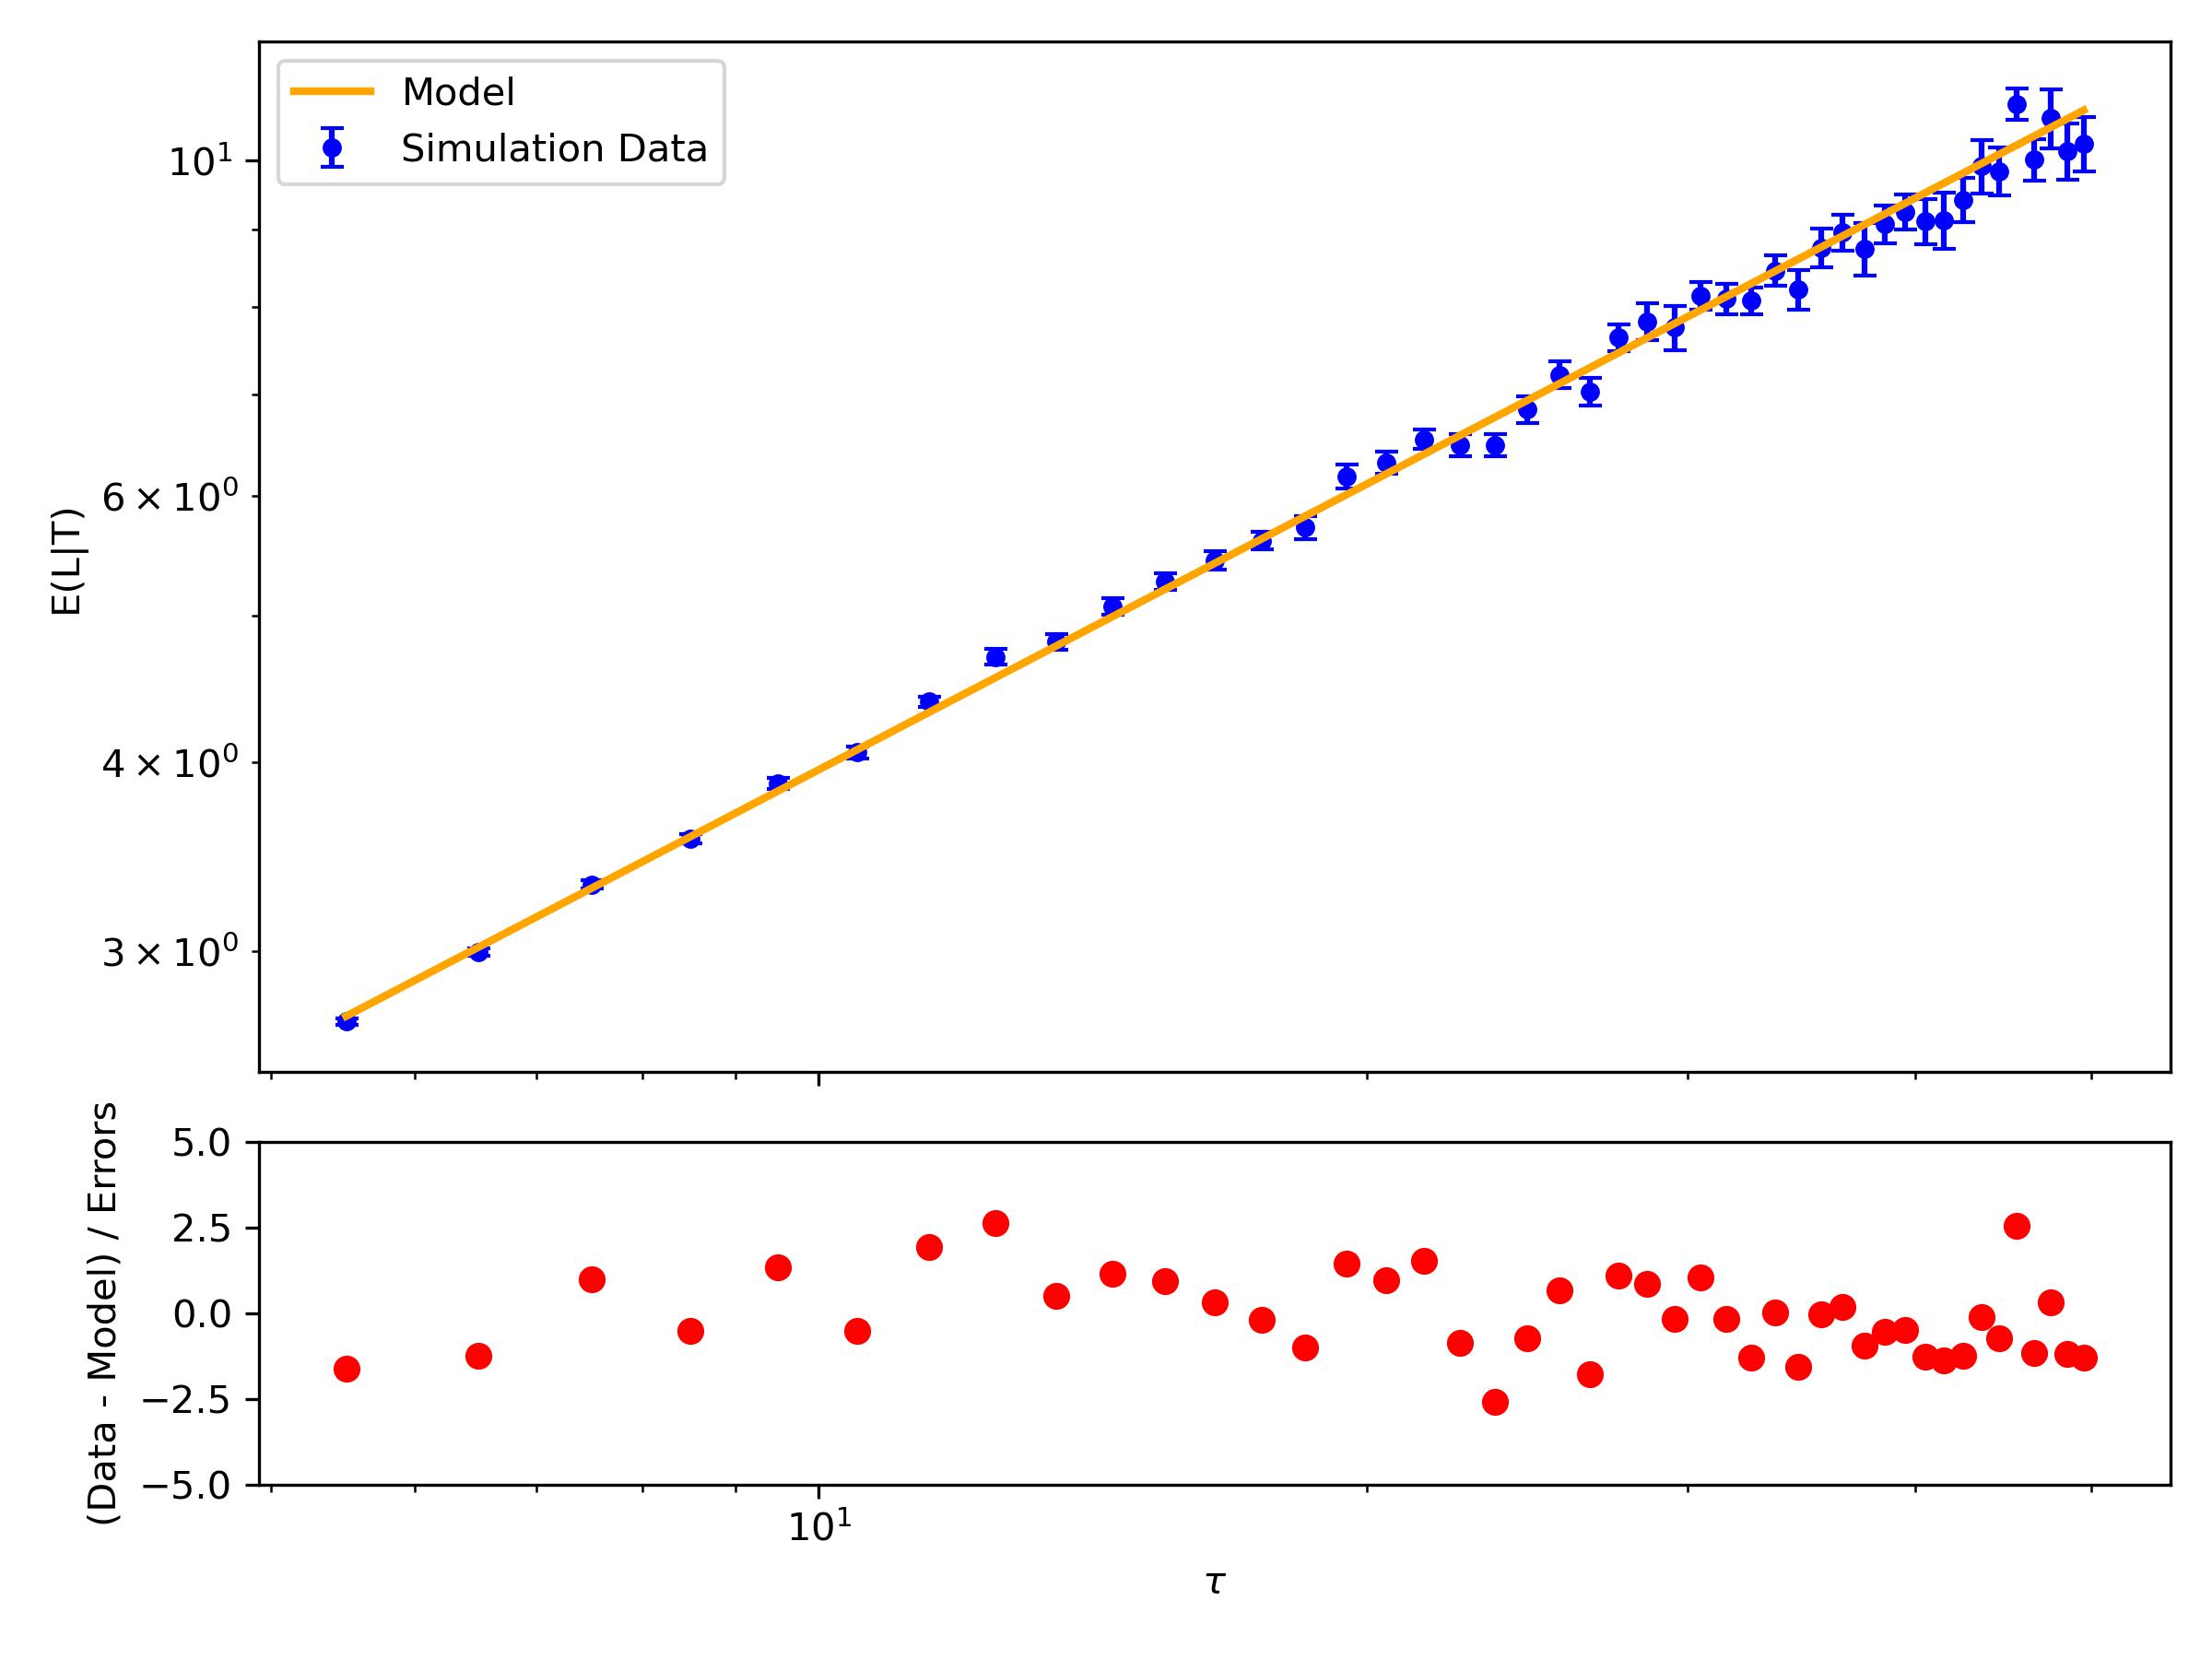 Model
Simulation Data
10¹
6 × 10⁰
4 × 10⁰
3 × 10⁰
E(L|T)
5.0
2.5
0.0
−2.5
−5.0
(Data - Model) / Errors
10¹
τ